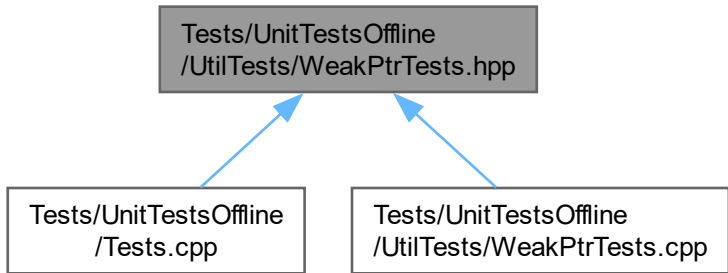 Tests/UnitTestsOffline
/UtilTests/WeakPtrTests.hpp
Tests/UnitTestsOffline
/Tests.cpp
Tests/UnitTestsOffline
/UtilTests/WeakPtrTests.cpp